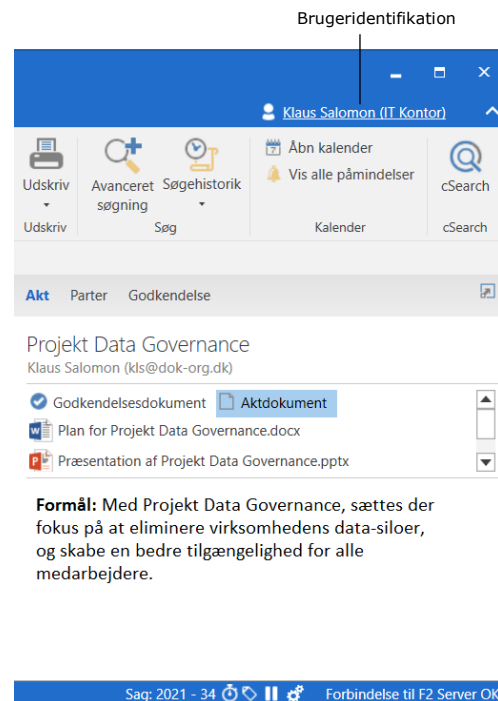 Brugeridentifikation
Klaus Salomon (IT Kontor)
Udskriv
Avanceret søgning
Søgehistorik
Åbn kalender
Vis alle påmindelser
cSearch
Udskriv
Søg
Kalender
cSearch
Akt Parter Godkendelse
Projekt Data Governance
Klaus Salomon (kls@dok-org.dk)
Godkendelsesdokument Aktdokument
Plan for Projekt Data Governance.docx
Præsentation af Projekt Data Governance.pptx
Formål: Med Projekt Data Governance, sættes der
fokus på at eliminere virksomhedens data-siloer,
og skabe en bedre tilgængelighed for alle
medarbejdere.
Sag: 2021 - 34 Forbindelse til F2 Server OK